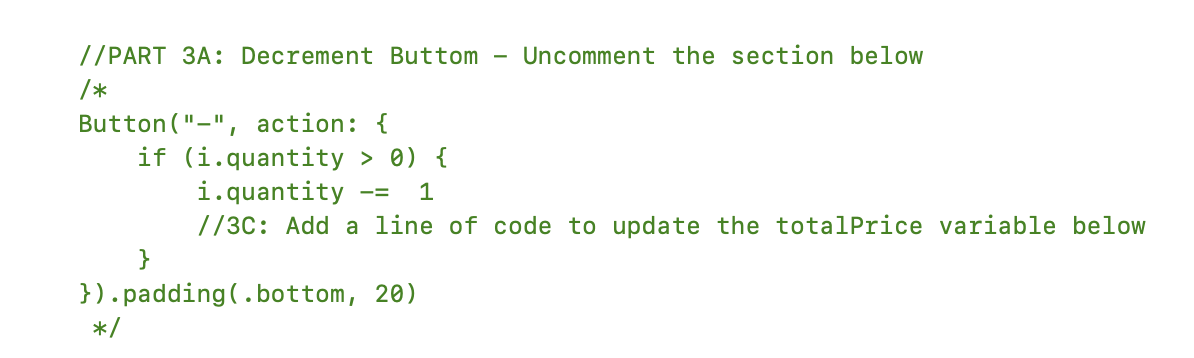 //PART 3A: Decrement Buttom – Uncomment the section below
/*
Button("-", action: {
    if (i.quantity > 0) {
        i.quantity -=  1
        //3C: Add a line of code to update the totalPrice variable below
    }
}).padding(.bottom, 20)
 */